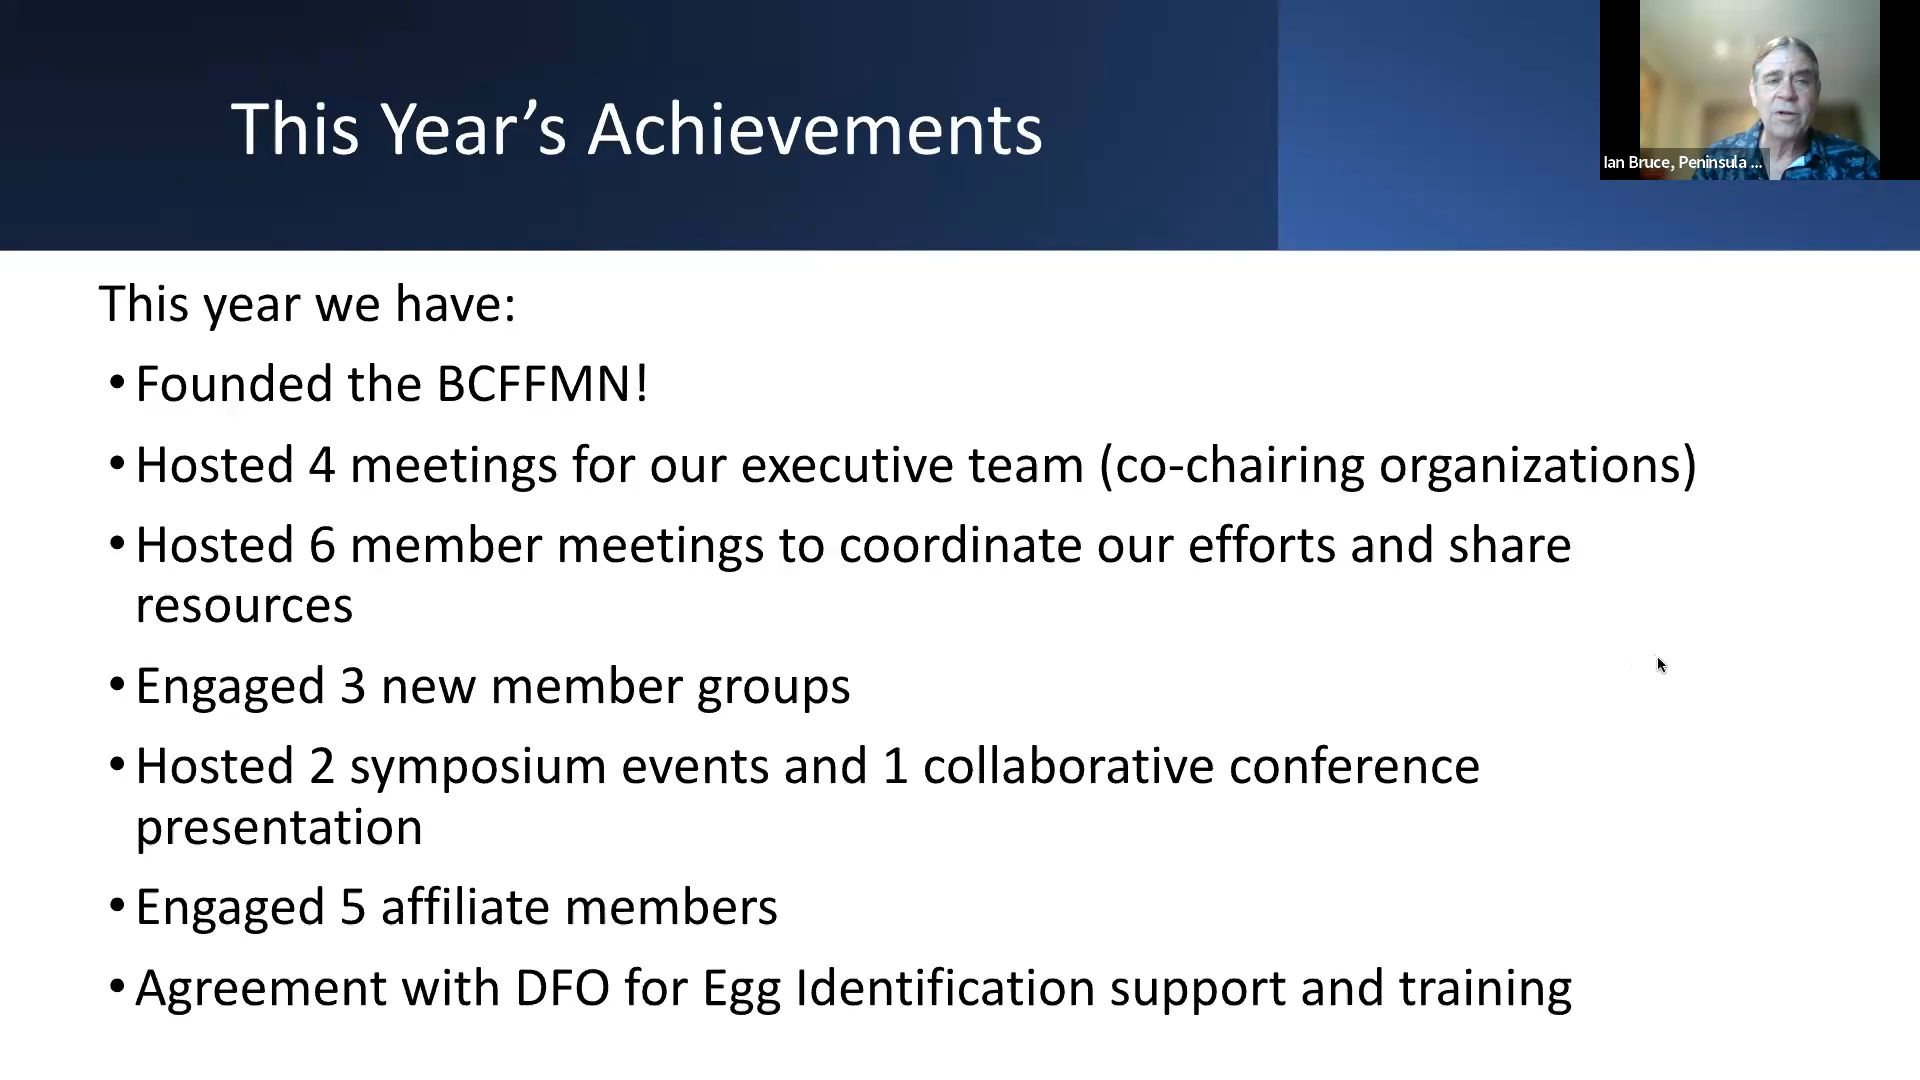 This Year’s Achievements
Ian Bruce, Peninsula ...
This year we have:
•Founded the BCFFMN!
•Hosted 4 meetings for our executive team (co-chairing organizations)
•Hosted 6 member meetings to coordinate our efforts and share
resources
•Engaged 3 new member groups
•Hosted 2 symposium events and 1 collaborative conference
presentation
•Engaged 5 affiliate members
•Agreement with DFO for Egg Identification support and training